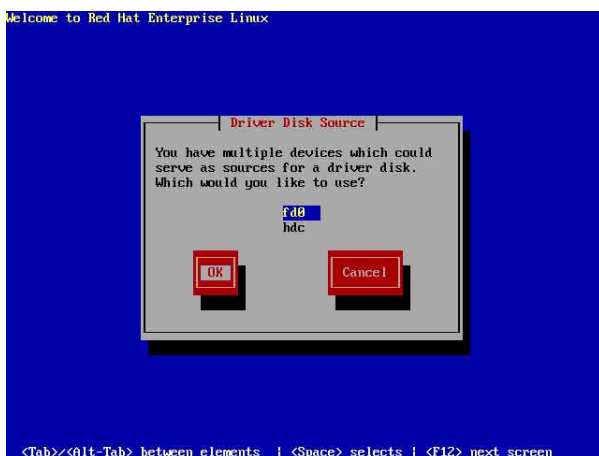 Welcome to Red Hat Enterprise Linux
Driver Disk Source
You have multiple devices which could
serve as sources for a driver disk.
Which would you like to use?
fd0
hdc
OK Cancel
<Tab>/<Alt-Tab> between elements | <Space> selects | <F12> next screen